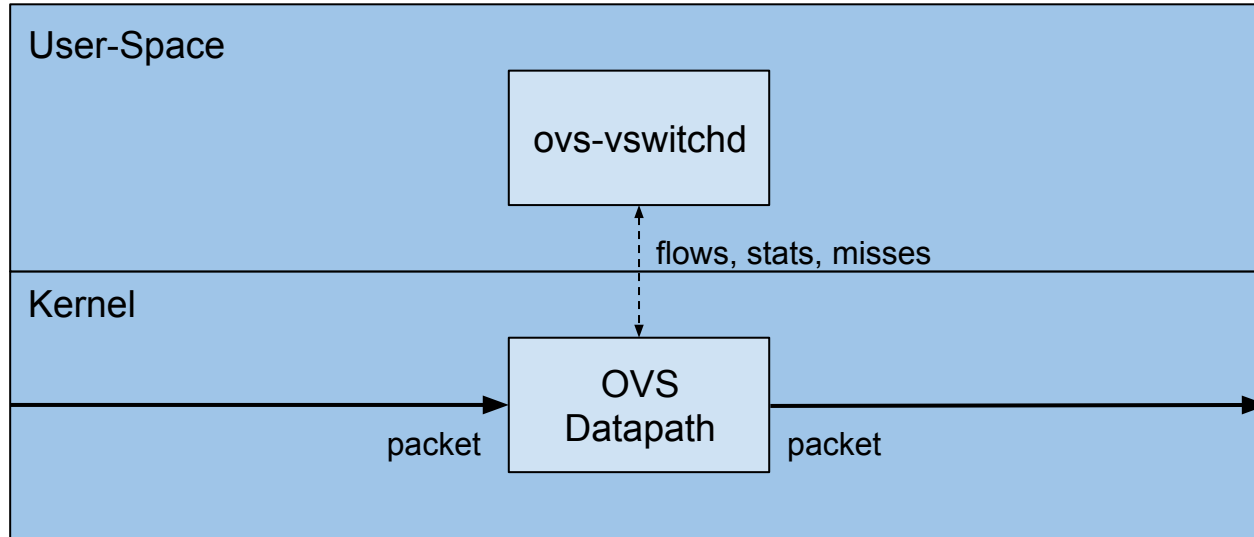 User-Space
ovs-vswitchd
flows, stats, misses
Kernel
OVS
Datapath
packet
packet